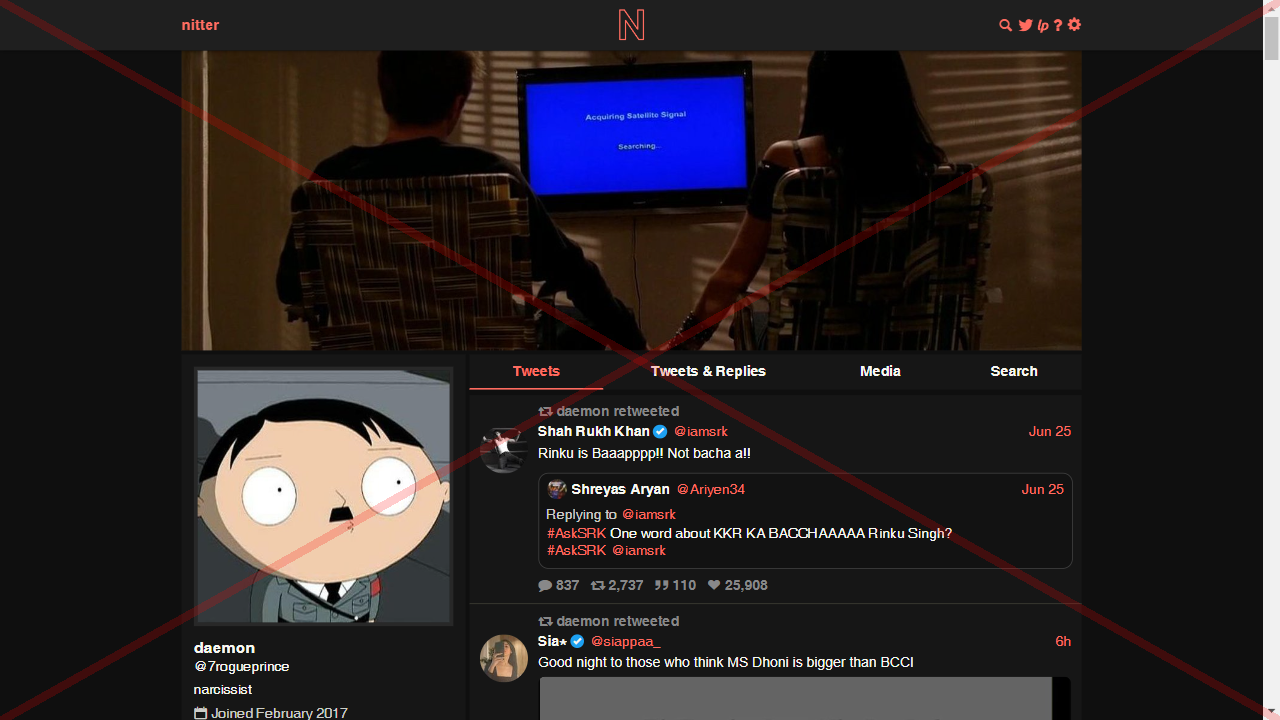 nitter
N
lp ?
Acquiring Satellite Signal
Searching...
Tweets
Tweets & Replies
Media
Search
daemon retweeted
Shah Rukh Khan @iamsrk Jun 25
Rinku is Baaapppp!! Not bacha a!!
Shreyas Aryan @Ariyen34 Jun 25
Replying to @iamsrk
#AskSRK One word about KKR KA BACCHAAAAA Rinku Singh?
#AskSRK @iamsrk
837 2,737 110 25,908
daemon retweeted
Sia★ @siappaa_ 6h
Good night to those who think MS Dhoni is bigger than BCCI
daemon
@7rogueprince
narcissist
Joined February 2017